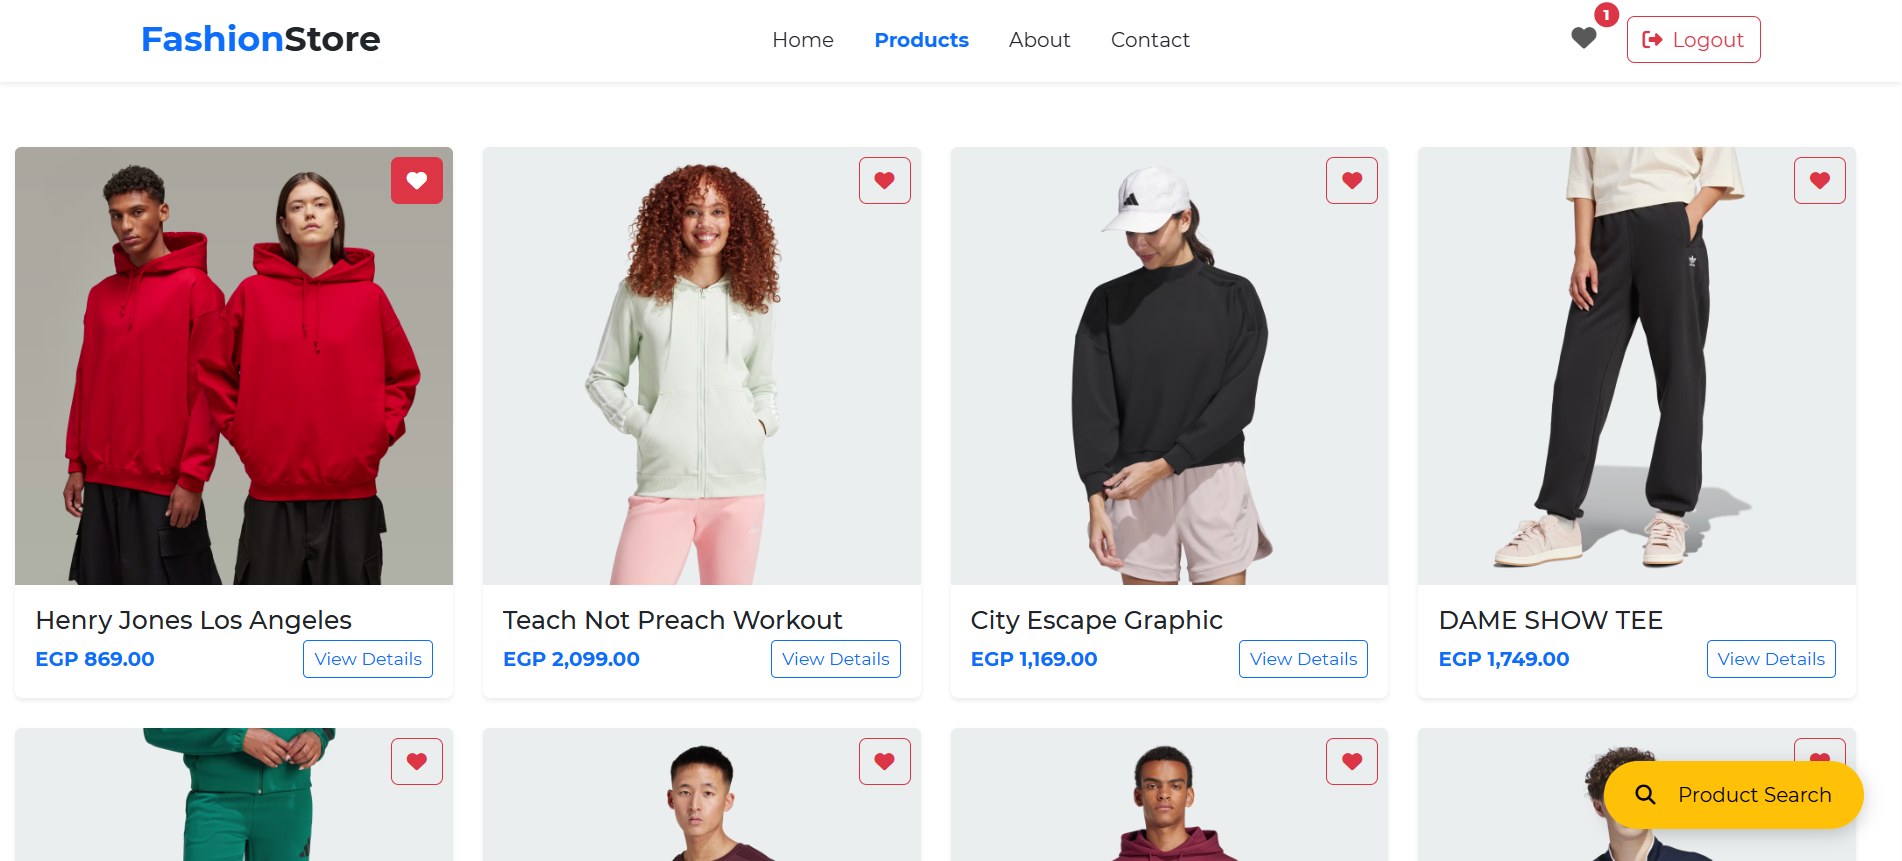 FashionStore
Home
Products
About
Contact
1
Logout
Henry Jones Los Angeles
EGP 869.00
View Details
Teach Not Preach Workout
EGP 2,099.00
View Details
City Escape Graphic
EGP 1,169.00
View Details
DAME SHOW TEE
EGP 1,749.00
View Details
Product Search